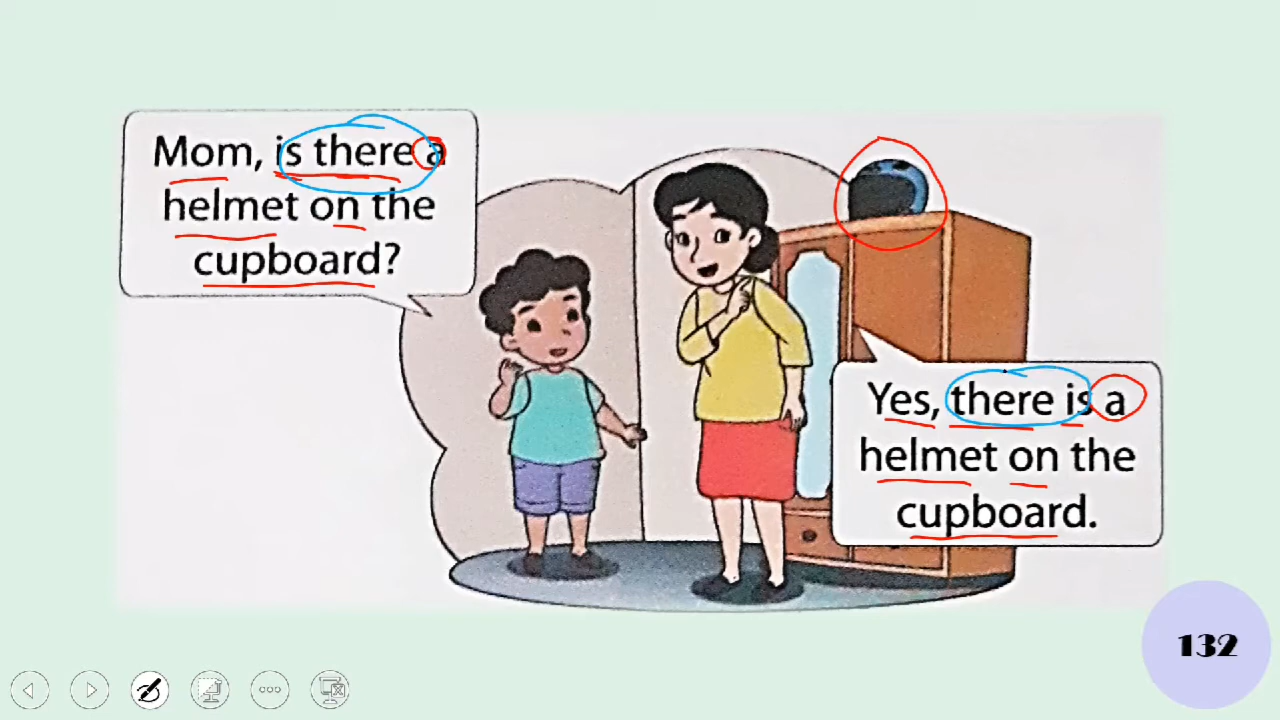 Mom, is there a
helmet on the
cupboard?
Yes, there is a
helmet on the
cupboard.
132